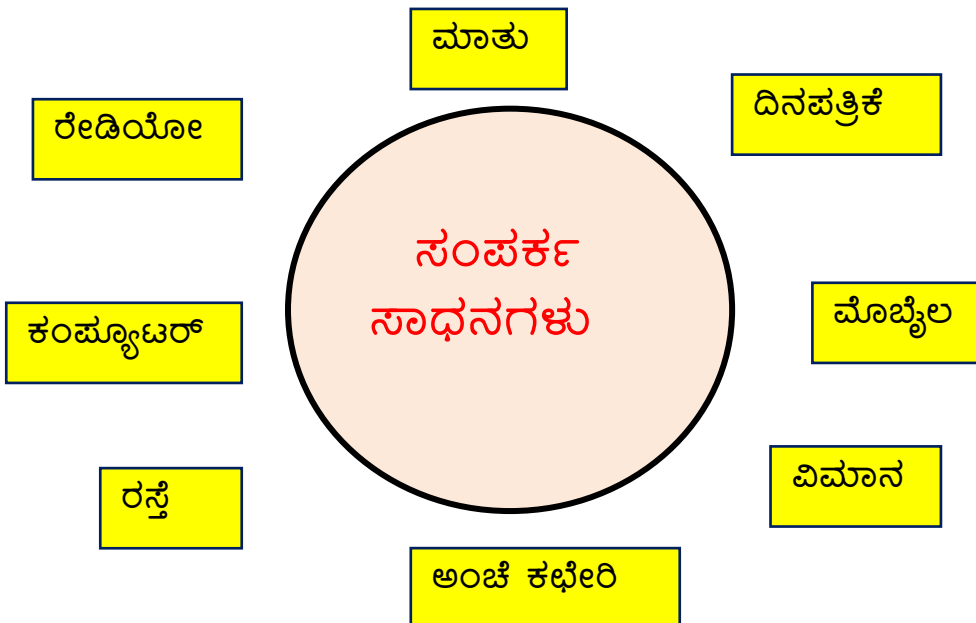 ಮಾತು
ದಿನಪತ್ರಿಕೆ
ರೇಡಿಯೋ
ಸಂಪರ್ಕ
ಸಾಧನಗಳು
ಮೊಬೈಲ
ಕಂಪ್ಯೂಟರ್
ವಿಮಾನ
ರಸ್ತೆ
ಅಂಚೆ ಕಛೇರಿ